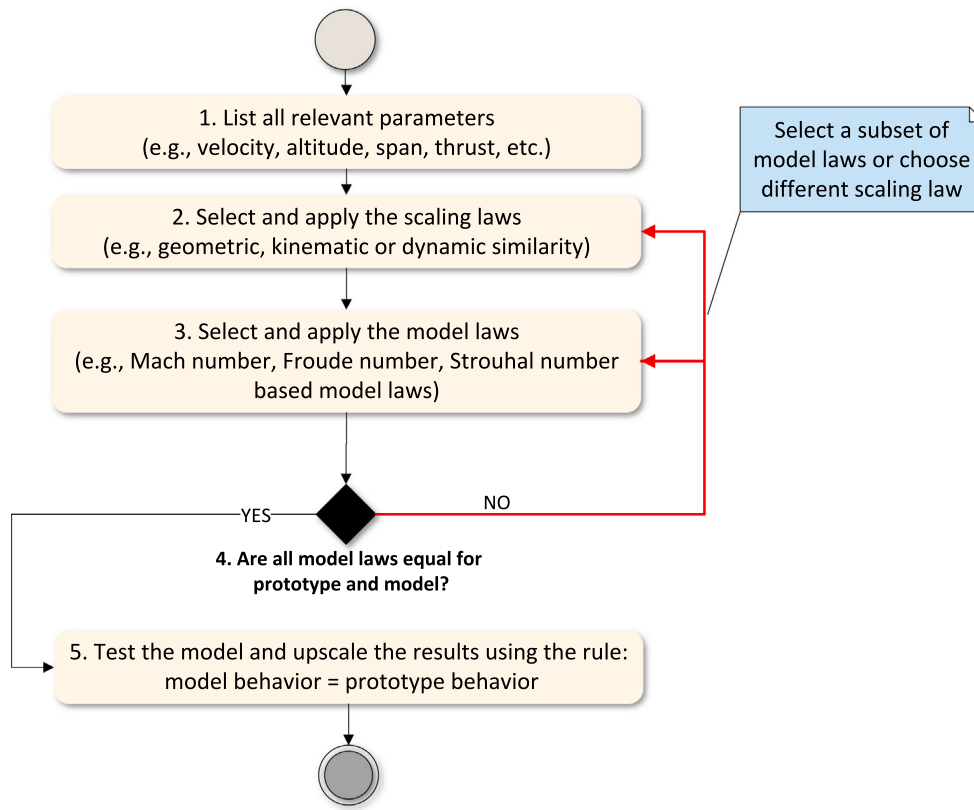 1. List all relevant parameters
(e.g., velocity, altitude, span, thrust, etc.)
Select a subset of
model laws or choose
different scaling law
2. Select and apply the scaling laws
(e.g., geometric, kinematic or dynamic similarity)
3. Select and apply the model laws
(e.g., Mach number, Froude number, Strouhal number
based model laws)
YES
NO
4. Are all model laws equal for
prototype and model?
5. Test the model and upscale the results using the rule:
model behavior = prototype behavior